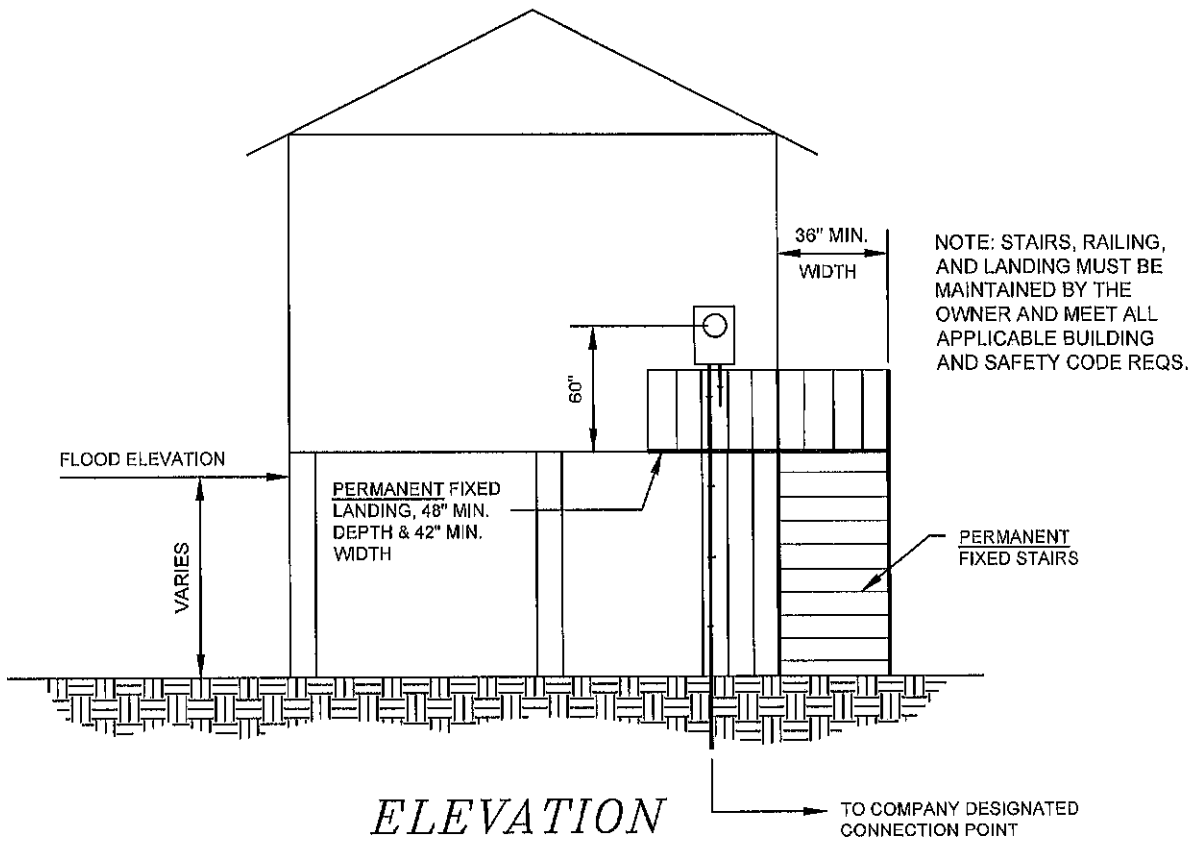 36" MIN.
WIDTH
NOTE: STAIRS, RAILING,
AND LANDING MUST BE
MAINTAINED BY THE
OWNER AND MEET ALL
APPLICABLE BUILDING
AND SAFETY CODE REQS.
60"
FLOOD ELEVATION
PERMANENT FIXED
LANDING, 48" MIN.
DEPTH & 42" MIN.
WIDTH
VARIES
PERMANENT
FIXED STAIRS
ELEVATION
TO COMPANY DESIGNATED
CONNECTION POINT